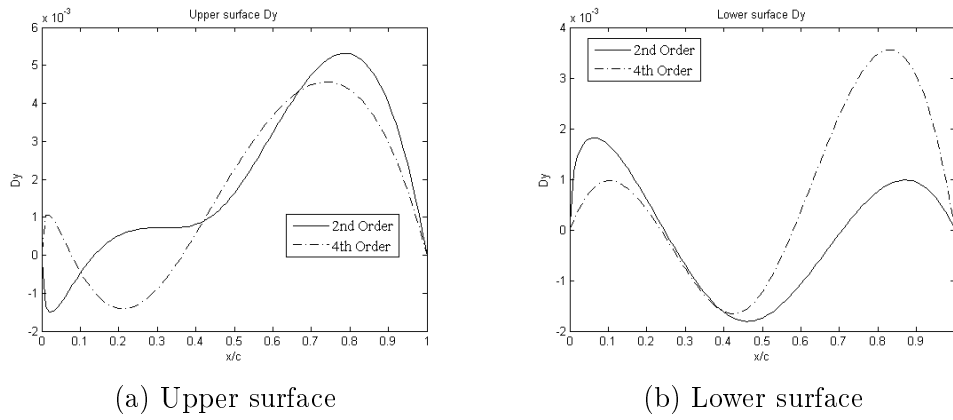 Upper surface Dy
x 10⁻³
6
5
4
3
2
1
0
-1
-2
Dy
2nd Order
4th Order
0 0.1 0.2 0.3 0.4 0.5 0.6 0.7 0.8 0.9 1
x/c
(a) Upper surface
Lower surface Dy
x 10⁻³
4
3
2
1
0
-1
-2
Dy
2nd Order
4th Order
0 0.1 0.2 0.3 0.4 0.5 0.6 0.7 0.8 0.9 1
x/c
(b) Lower surface